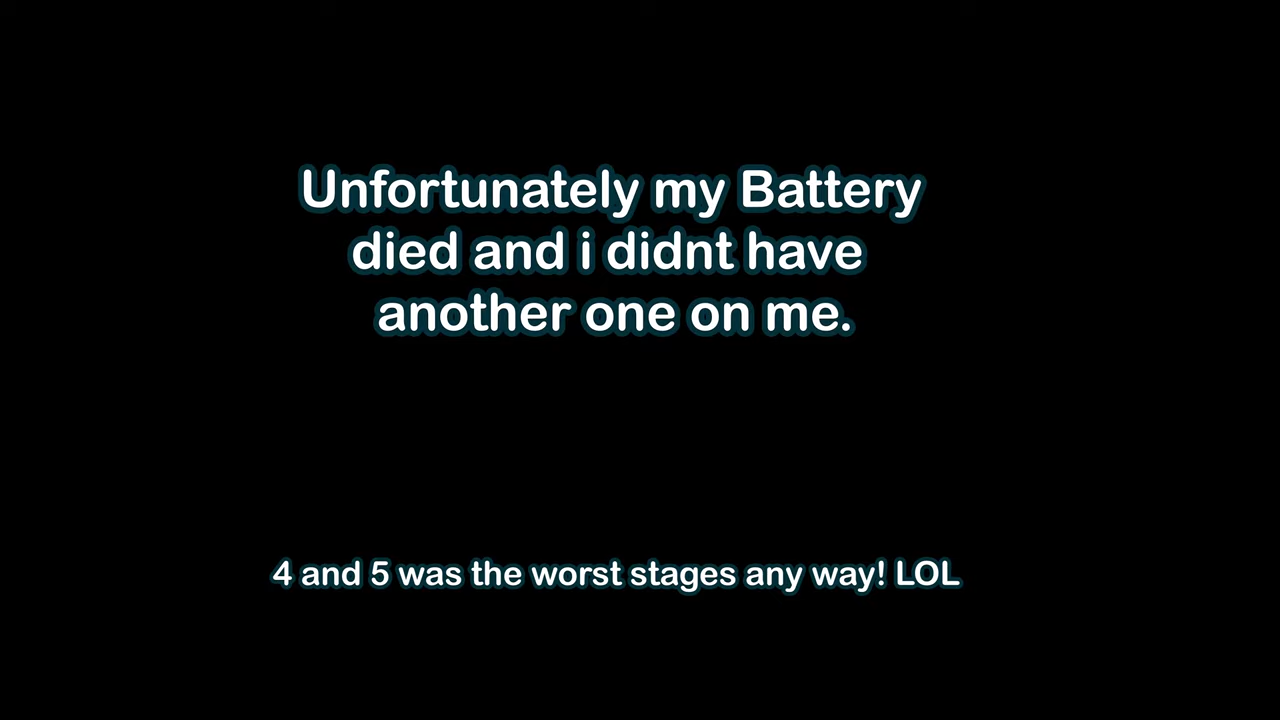 Unfortunately my Battery
died and i didnt have
another one on me.
4 and 5 was the worst stages any way! LOL